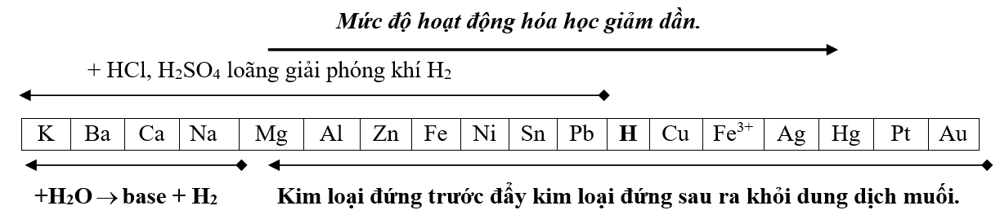 Mức độ hoạt động hóa học giảm dần.
+ HCl, H₂SO₄ loãng giải phóng khí H₂
K Ba Ca Na Mg Al Zn Fe Ni Sn Pb H Cu Fe³⁺ Ag Hg Pt Au
+H₂O → base + H₂ Kim loại đứng trước đẩy kim loại đứng sau ra khỏi dung dịch muối.